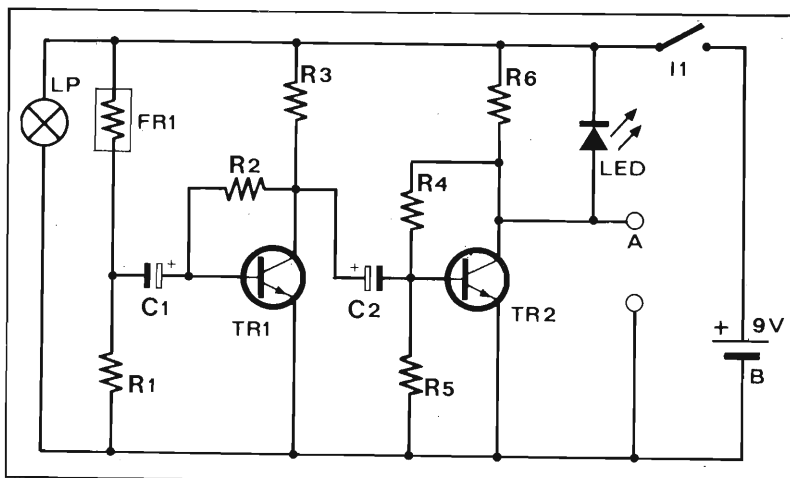 LP
FR1
R3
R6
I1
R2
R4
LED
A
C1
+
TR1
+
C2
TR2
+ 9V
B
R1
R5